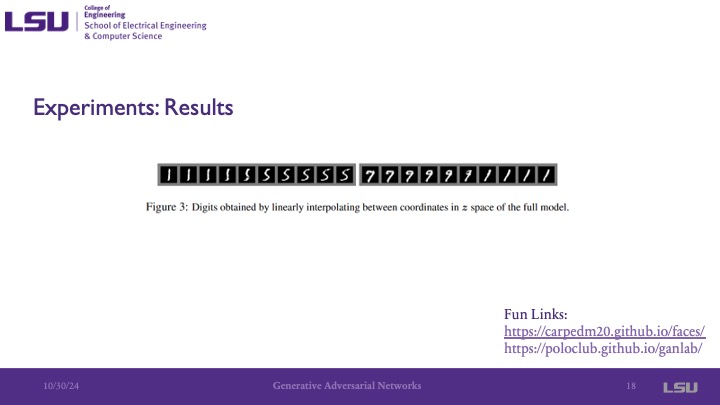 LSU
College of
Engineering
School of Electrical Engineering
& Computer Science
Experiments: Results
1 1 1 1 5 5 5 5 5 5 7 7 9 9 9 9 1 1 1 1
Figure 3: Digits obtained by linearly interpolating between coordinates in z space of the full model.
Fun Links:
https://carpedm20.github.io/faces/
https://poloclub.github.io/ganlab/
10/30/24
Generative Adversarial Networks
18
LSU